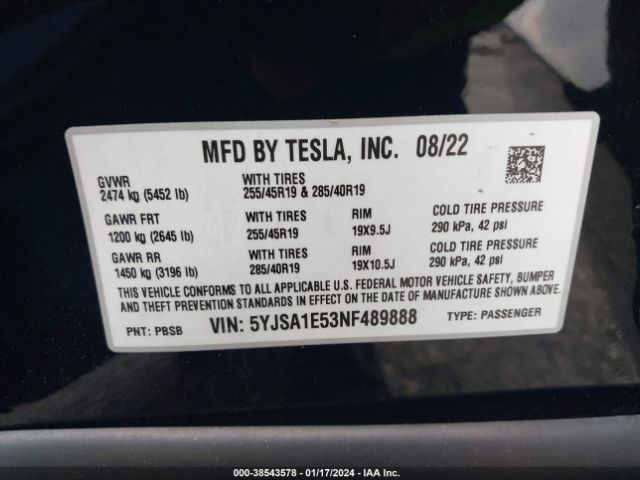 MFD BY TESLA, INC. 08/22
GVWR WITH TIRES
2474 kg (5452 lb) 255/45R19 & 285/40R19
GAWR FRT WITH TIRES RIM COLD TIRE PRESSURE
1200 kg (2645 lb) 255/45R19 19X9.5J 290 kPa, 42 psi
GAWR RR WITH TIRES RIM COLD TIRE PRESSURE
1450 kg (3196 lb) 285/40R19 19X10.5J 290 kPa, 42 psi
THIS VEHICLE CONFORMS TO ALL APPLICABLE U.S. FEDERAL MOTOR VEHICLE SAFETY, BUMPER
AND THEFT PREVENTION STANDARDS IN EFFECT ON THE DATE OF MANUFACTURE SHOWN ABOVE.
PNT: PBSB VIN: 5YJSA1E53NF489888 TYPE: PASSENGER
000-38543578 | 01/17/2024 | IAA Inc.